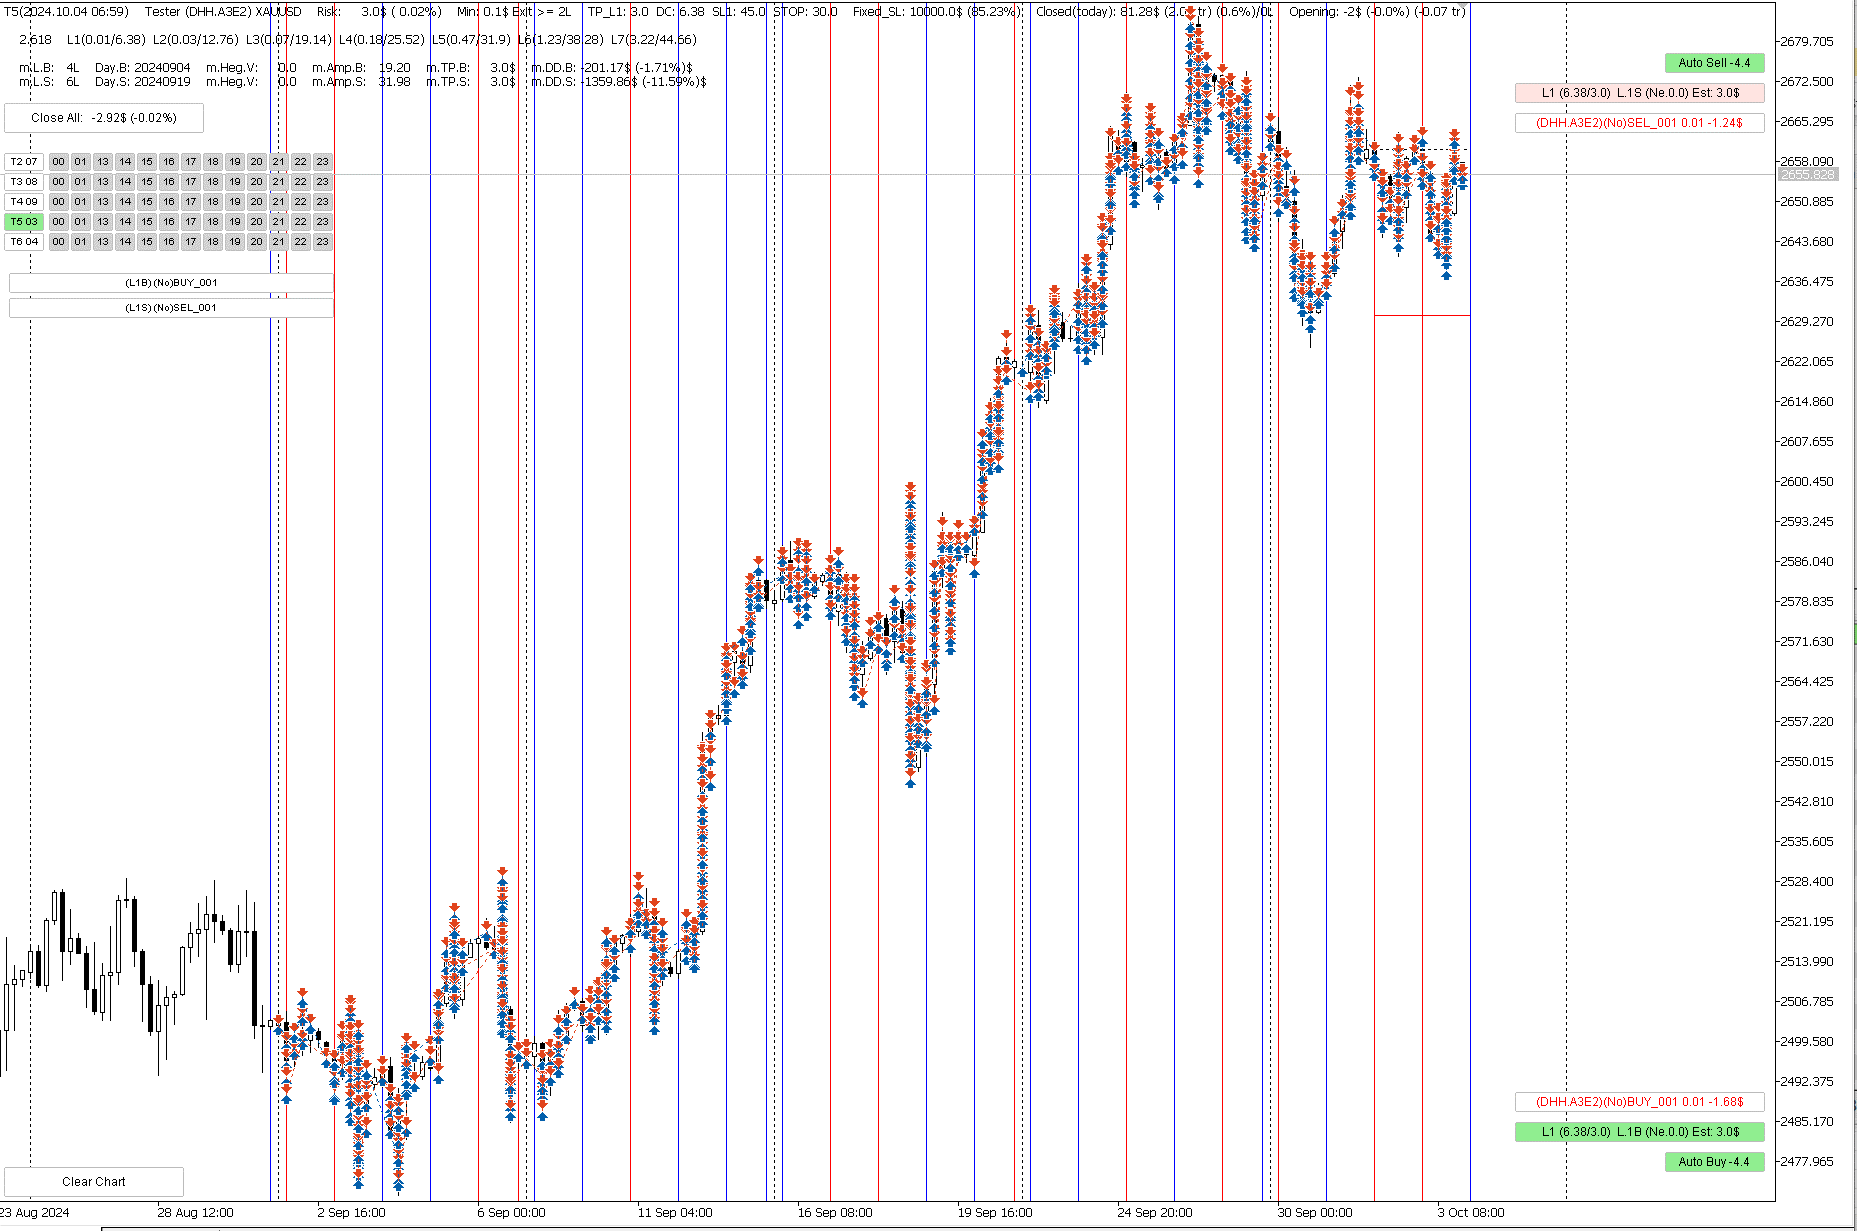 T5(2024.10.04 06:59) Tester (DHH.A3E2) XAUUSD Risk: 3.0$ ( 0.02%) Min: 0.1$ Exit >= 2L TP_L1: 3.0 DC: 6.38 SL1: 45.0 STOP: 30.0 Fixed_SL: 10000.0$ (85.23%) Closed(today): 81.28$ (2.0 tr) (0.6%)/0L Opening: -2$ (-0.0%) (-0.07 tr)
2.618 L1(0.01/6.38) L2(0.03/12.76) L3(0.07/19.14) L4(0.18/25.52) L5(0.47/31.9) L6(1.23/38.28) L7(3.22/44.66)
m.L.B: 4L Day.B: 20240904 m.Heg.V: 0.0 m.Amp.B: 19.20 m.TP.B: 3.0$ m.DD.B: -201.17$ (-1.71%)$
m.L.S: 6L Day.S: 20240919 m.Heg.V: 0.0 m.Amp.S: 31.98 m.TP.S: 3.0$ m.DD.S: -1359.86$ (-11.59%)$
Close All: -2.92$ (-0.02%)
T2 07 00 01 13 14 15 16 17 18 19 20 21 22 23
T3 08 00 01 13 14 15 16 17 18 19 20 21 22 23
T4 09 00 01 13 14 15 16 17 18 19 20 21 22 23
T5 03 00 01 13 14 15 16 17 18 19 20 21 22 23
T6 04 00 01 13 14 15 16 17 18 19 20 21 22 23
(L1B) (No)BUY_001
(L1S) (No)SEL_001
Auto Sell -4.4
L1 (6.38/3.0) L.1S (Ne.0.0) Est: 3.0$
(DHH.A3E2)(No)SEL_001 0.01 -1.24$
2679.705
2672.500
2665.295
2658.090
2655.828
2650.885
2643.680
2636.475
2629.270
2622.065
2614.860
2607.655
2600.450
2593.245
2586.040
2578.835
2571.630
2564.425
2557.220
2550.015
2542.810
2535.605
2528.400
2521.195
2513.990
2506.785
2499.580
2492.375
2485.170
2477.965
(DHH.A3E2)(No)BUY_001 0.01 -1.68$
L1 (6.38/3.0) L.1B (Ne.0.0) Est: 3.0$
Auto Buy -4.4
Clear Chart
23 Aug 2024 28 Aug 12:00 2 Sep 16:00 6 Sep 00:00 11 Sep 04:00 16 Sep 08:00 19 Sep 16:00 24 Sep 20:00 30 Sep 00:00 3 Oct 08:00